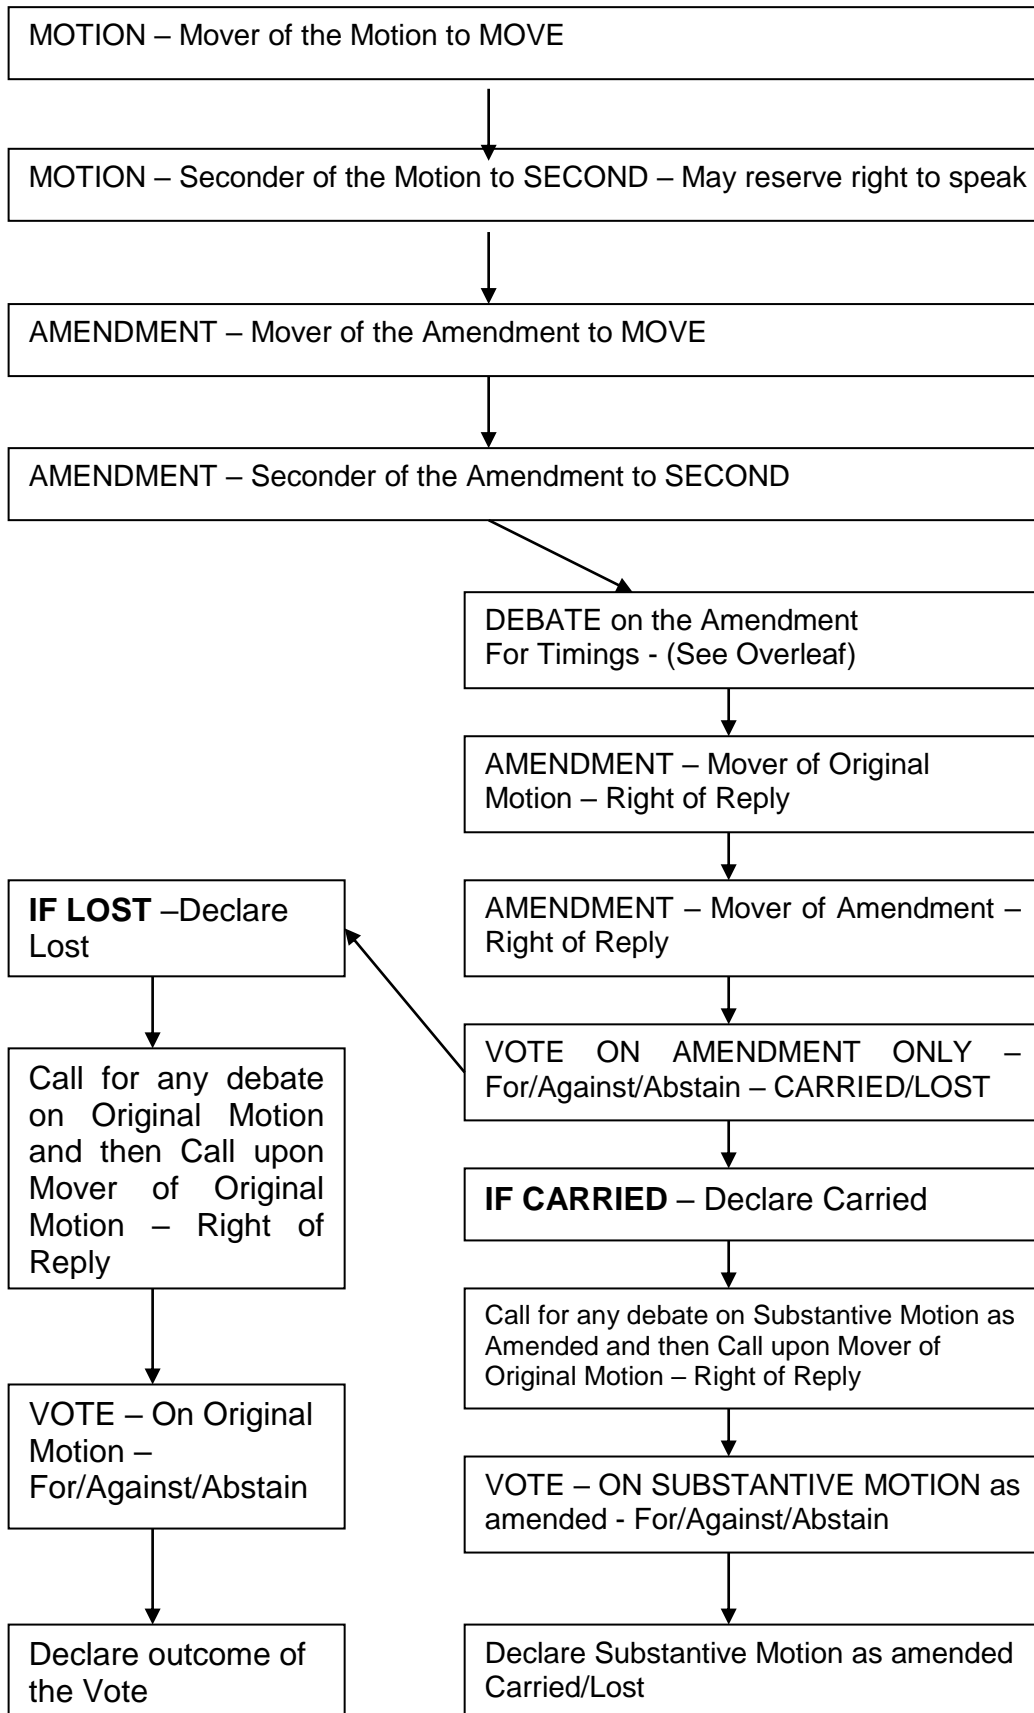 MOTION – Mover of the Motion to MOVE
MOTION – Seconder of the Motion to SECOND – May reserve right to speak
AMENDMENT – Mover of the Amendment to MOVE
AMENDMENT – Seconder of the Amendment to SECOND
DEBATE on the Amendment
For Timings - (See Overleaf)
AMENDMENT – Mover of Original
Motion – Right of Reply
AMENDMENT – Mover of Amendment –
Right of Reply
VOTE ON AMENDMENT ONLY –
For/Against/Abstain – CARRIED/LOST
IF LOST –Declare
Lost
Call for any debate
on Original Motion
and then Call upon
Mover of Original
Motion – Right of
Reply
VOTE – On Original
Motion –
For/Against/Abstain
Declare outcome of
the Vote
IF CARRIED – Declare Carried
Call for any debate on Substantive Motion as
Amended and then Call upon Mover of
Original Motion – Right of Reply
VOTE – ON SUBSTANTIVE MOTION as
amended - For/Against/Abstain
Declare Substantive Motion as amended
Carried/Lost